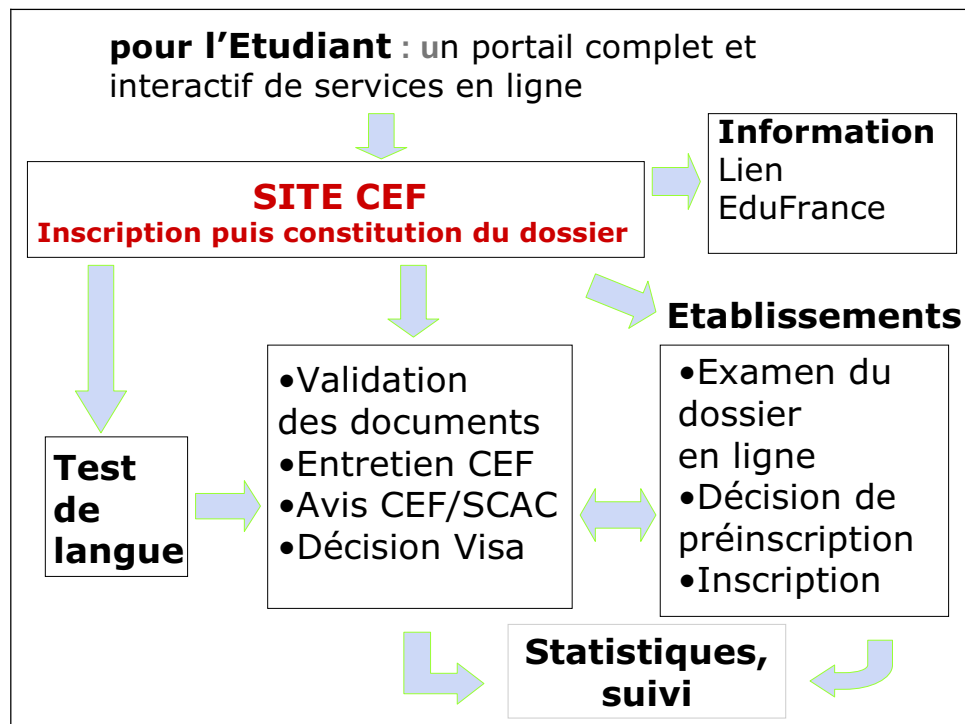 pour l’Etudiant : un portail complet et
interactif de services en ligne
Information
Lien
EduFrance
SITE CEF
Inscription puis constitution du dossier
Etablissements
•Validation
des documents
•Entretien CEF
•Avis CEF/SCAC
•Décision Visa
•Examen du
dossier
en ligne
•Décision de
préinscription
•Inscription
Test
de
langue
Statistiques,
suivi